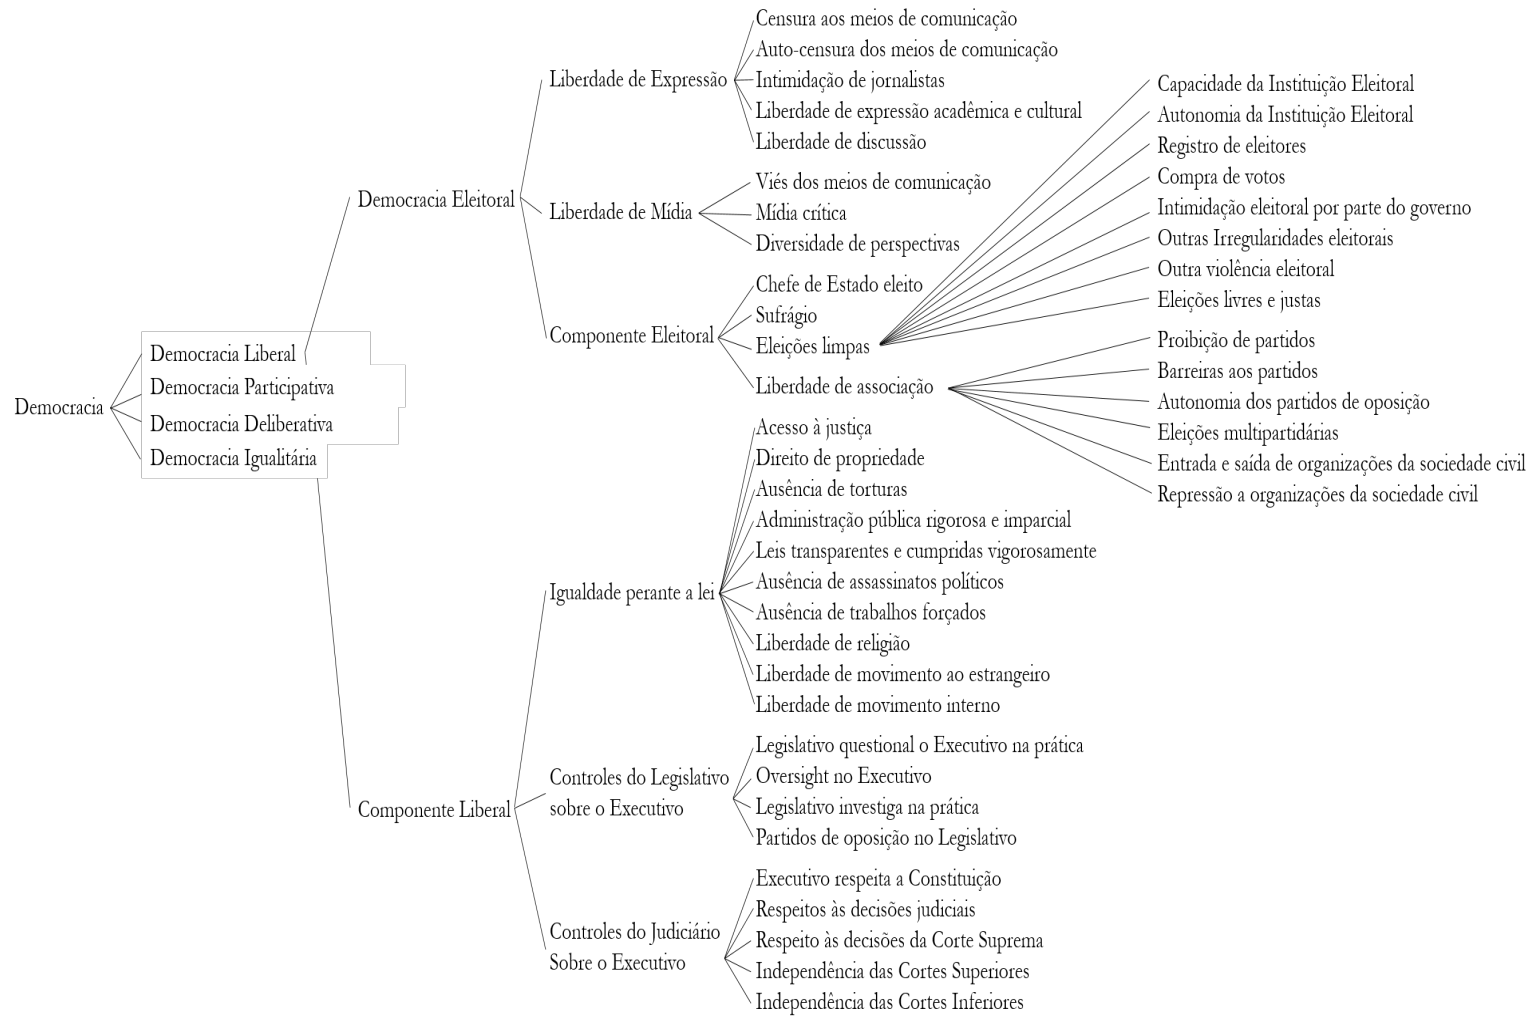 Democracia
Democracia Liberal
Democracia Participativa
Democracia Deliberativa
Democracia Igualitária
Democracia Eleitoral
Liberdade de Expressão
Censura aos meios de comunicação
Auto-censura dos meios de comunicação
Intimidação de jornalistas
Liberdade de expressão acadêmica e cultural
Liberdade de discussão
Liberdade de Mídia
Viés dos meios de comunicação
Mídia crítica
Diversidade de perspectivas
Componente Eleitoral
Chefe de Estado eleito
Sufrágio
Eleições limpas
Capacidade da Instituição Eleitoral
Autonomia da Instituição Eleitoral
Registro de eleitores
Compra de votos
Intimidação eleitoral por parte do governo
Outras Irregularidades eleitorais
Outra violência eleitoral
Eleições livres e justas
Liberdade de associação
Proibição de partidos
Barreiras aos partidos
Autonomia dos partidos de oposição
Eleições multipartidárias
Entrada e saída de organizações da sociedade civil
Repressão a organizações da sociedade civil
Componente Liberal
Igualdade perante a lei
Acesso à justiça
Direito de propriedade
Ausência de torturas
Administração pública rigorosa e imparcial
Leis transparentes e cumpridas vigorosamente
Ausência de assassinatos políticos
Ausência de trabalhos forçados
Liberdade de religião
Liberdade de movimento ao estrangeiro
Liberdade de movimento interno
Controles do Legislativo
sobre o Executivo
Legislativo questional o Executivo na prática
Oversight no Executivo
Legislativo investiga na prática
Partidos de oposição no Legislativo
Controles do Judiciário
Sobre o Executivo
Executivo respeita a Constituição
Respeitos às decisões judiciais
Respeito às decisões da Corte Suprema
Independência das Cortes Superiores
Independência das Cortes Inferiores